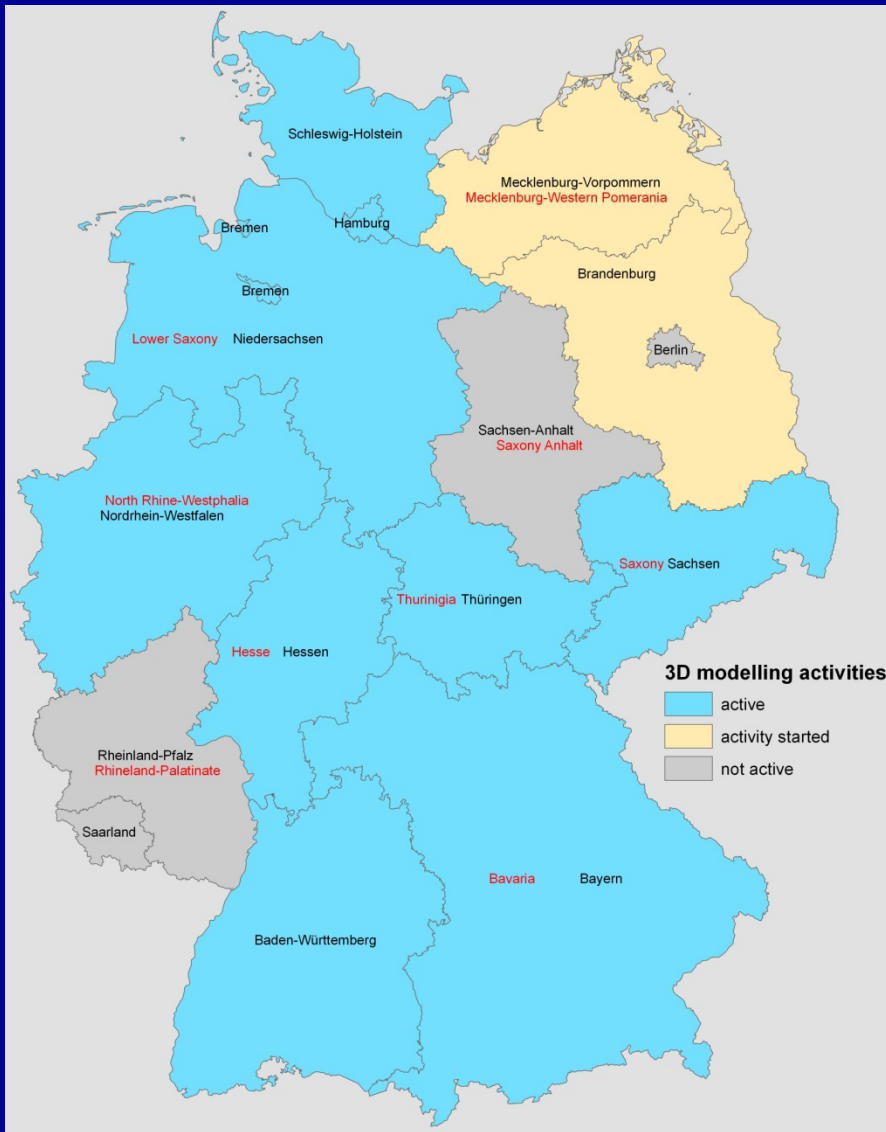 Schleswig-Holstein
Mecklenburg-Vorpommern
Mecklenburg-Western Pomerania
Bremen
Hamburg
Brandenburg
Bremen
Lower Saxony Niedersachsen
Berlin
Sachsen-Anhalt
Saxony Anhalt
North Rhine-Westphalia
Nordrhein-Westfalen
Saxony Sachsen
Thurinigia Thüringen
Hesse Hessen
3D modelling activities
active
activity started
not active
Rheinland-Pfalz
Rhineland-Palatinate
Saarland
Bavaria Bayern
Baden-Württemberg